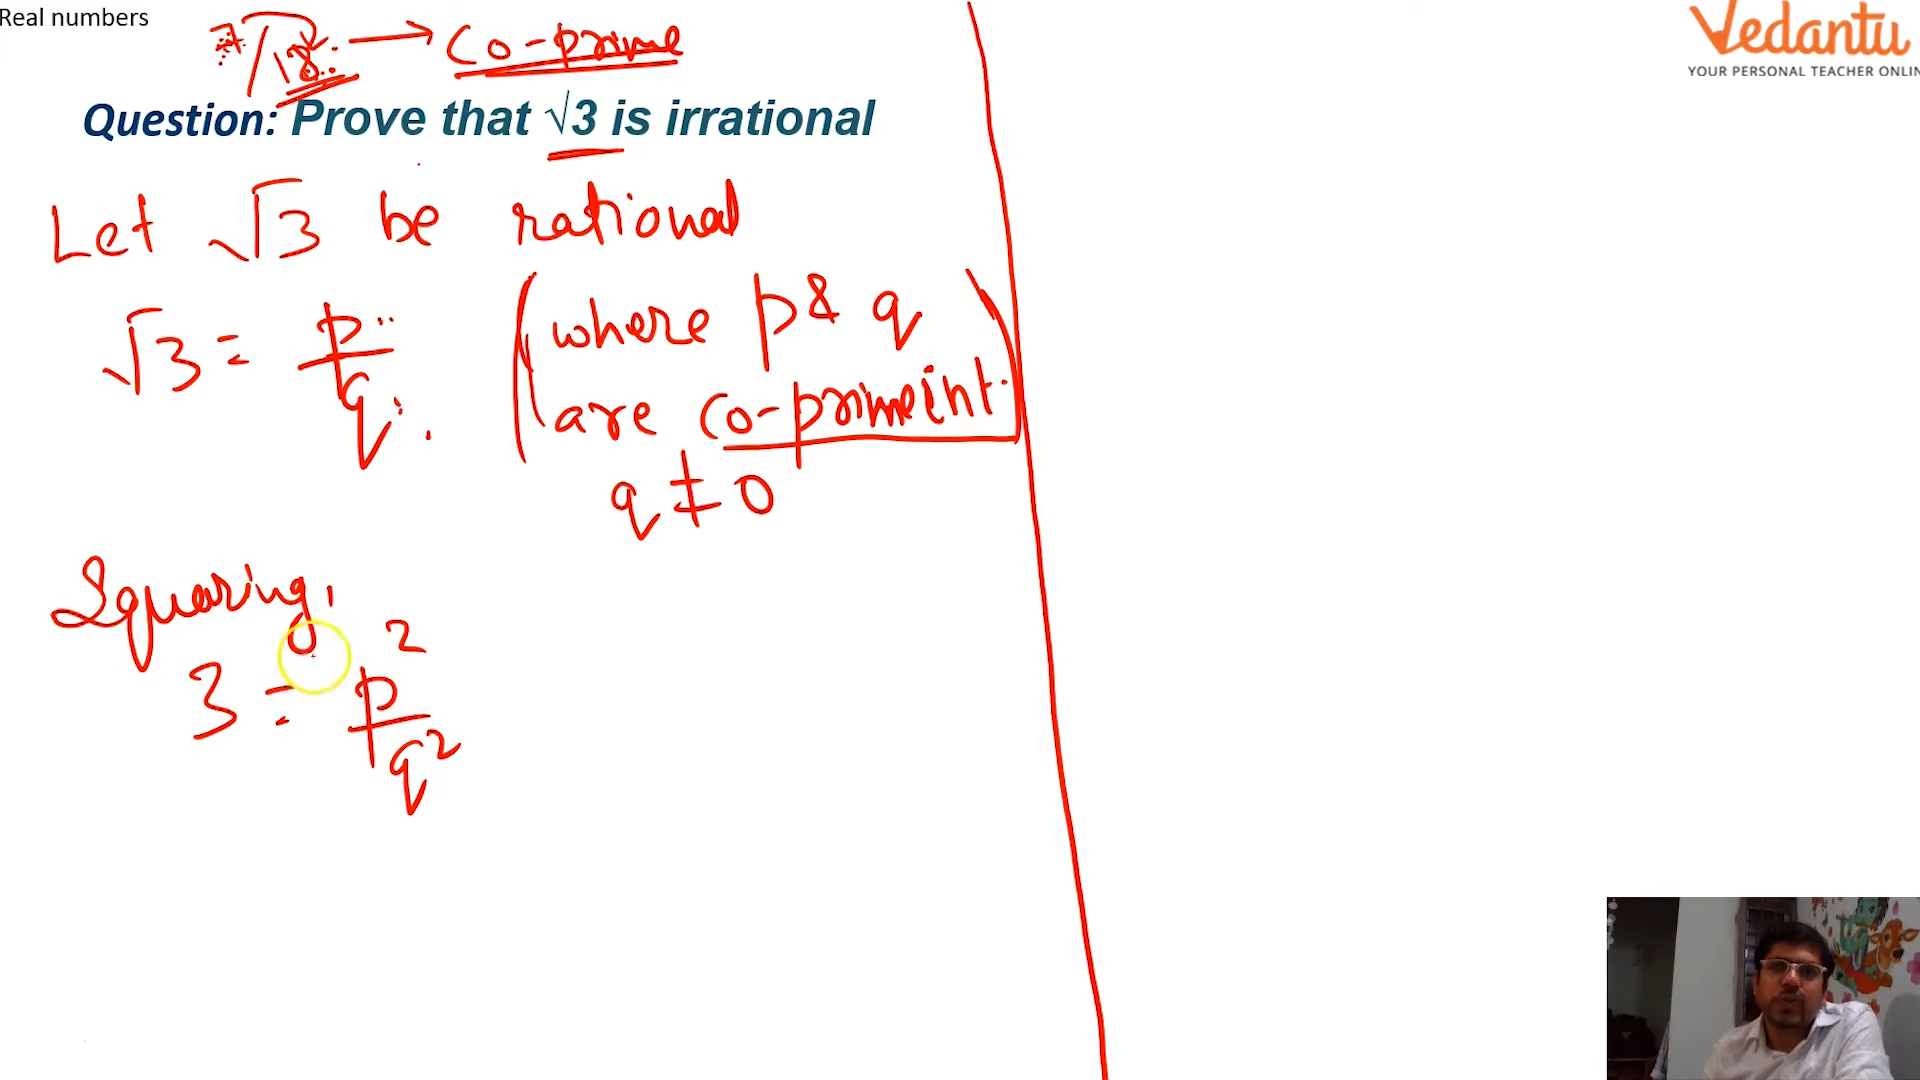 Real numbers
Vedantu
YOUR PERSONAL TEACHER ONLIN
7/18 → Co-prime
Question: Prove that √3 is irrational
Let √3 be rational
√3 = p/q (where p & q
are co-prime int.)
q ≠ 0
Squaring,
3 = p²/q²